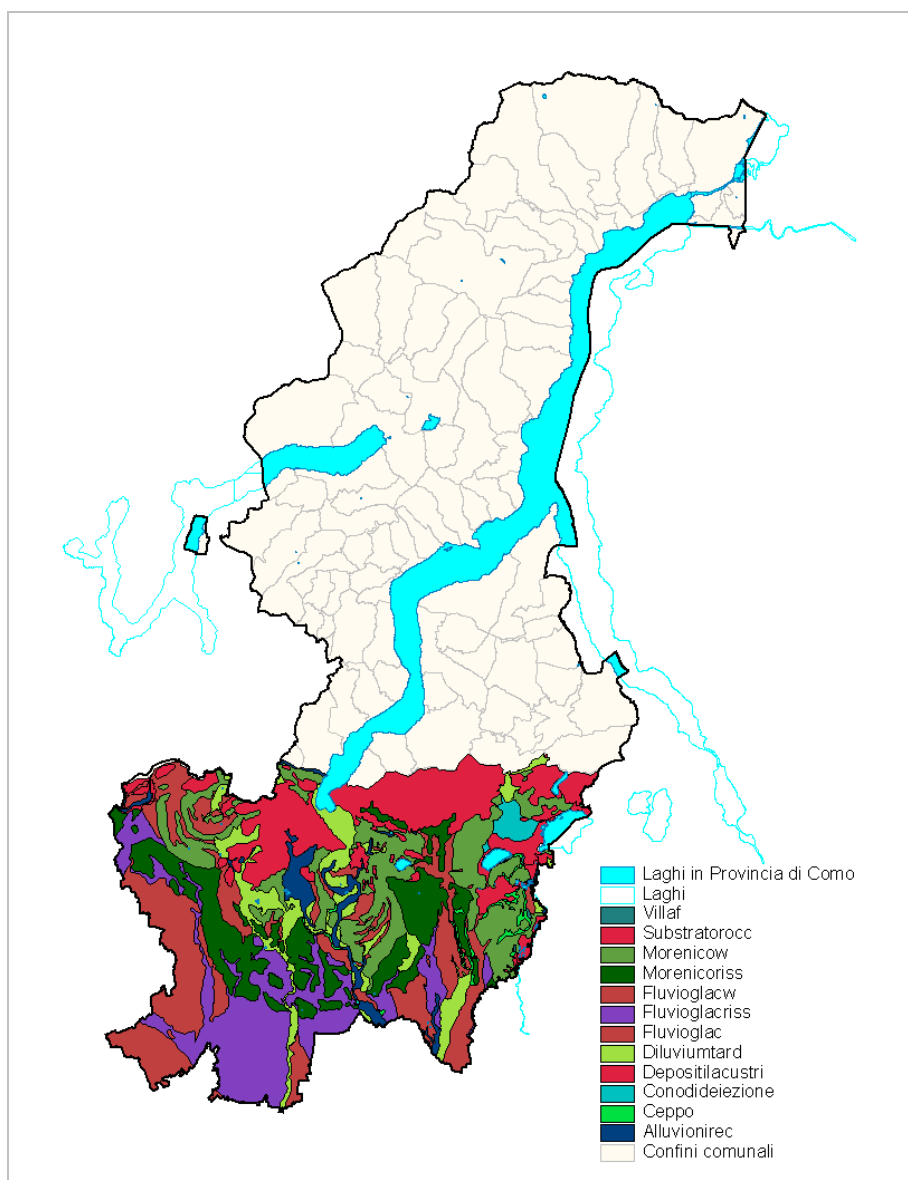 Laghi in Provincia di Como
Laghi
Villaf
Substratorocc
Morenicow
Morenicoriss
Fluvioglacw
Fluvioglacriss
Fluvioglac
Diluviumtard
Depositilacustri
Conodideiezione
Ceppo
Alluvionirec
Confini comunali